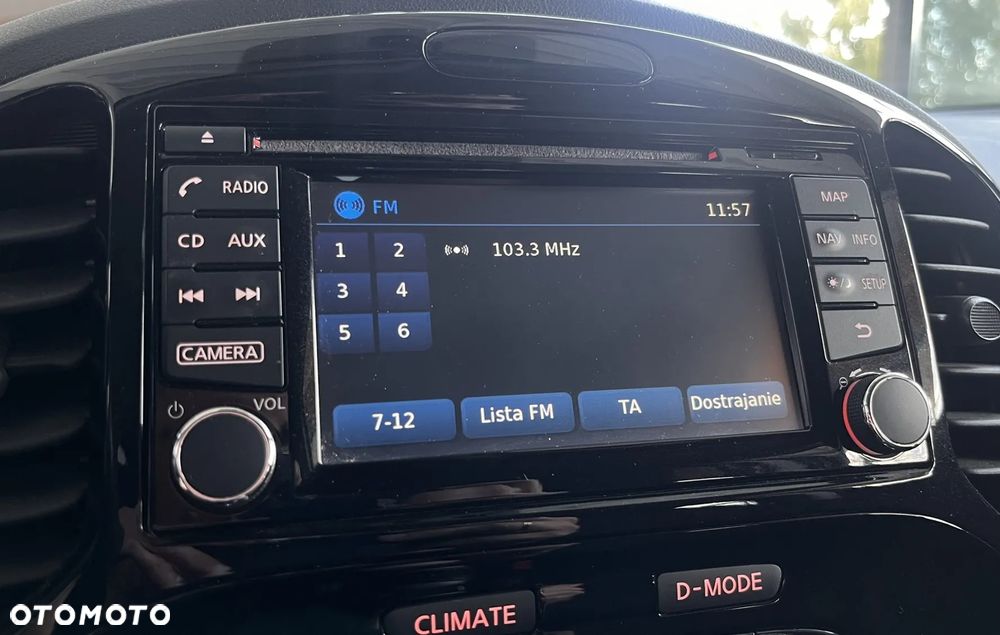 RADIO
CD AUX
CAMERA
VOL
FM 11:57
1 2 103.3 MHz
3 4
5 6
7-12 Lista FM TA Dostrajanie
MAP
NAV INFO
SETUP
CLIMATE D-MODE
OTOMOTO